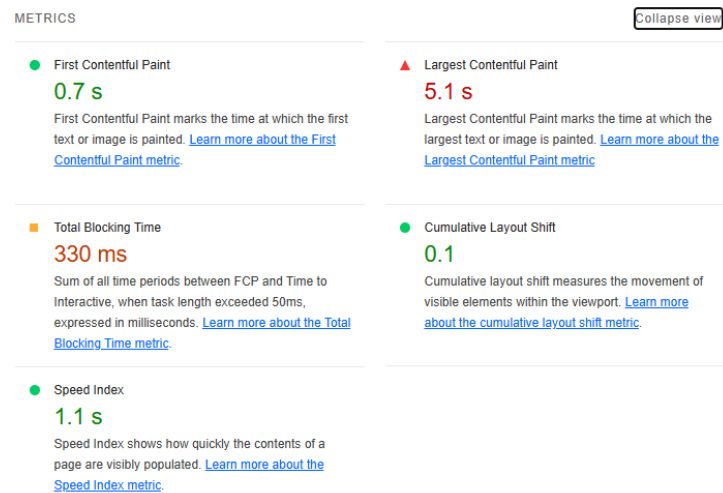 METRICS
Collapse view
First Contentful Paint
0.7 s
First Contentful Paint marks the time at which the first
text or image is painted. Learn more about the First
Contentful Paint metric.
Largest Contentful Paint
5.1 s
Largest Contentful Paint marks the time at which the
largest text or image is painted. Learn more about the
Largest Contentful Paint metric
Total Blocking Time
330 ms
Sum of all time periods between FCP and Time to
Interactive, when task length exceeded 50ms,
expressed in milliseconds. Learn more about the Total
Blocking Time metric.
Cumulative Layout Shift
0.1
Cumulative layout shift measures the movement of
visible elements within the viewport. Learn more
about the cumulative layout shift metric.
Speed Index
1.1 s
Speed Index shows how quickly the contents of a
page are visibly populated. Learn more about the
Speed Index metric.